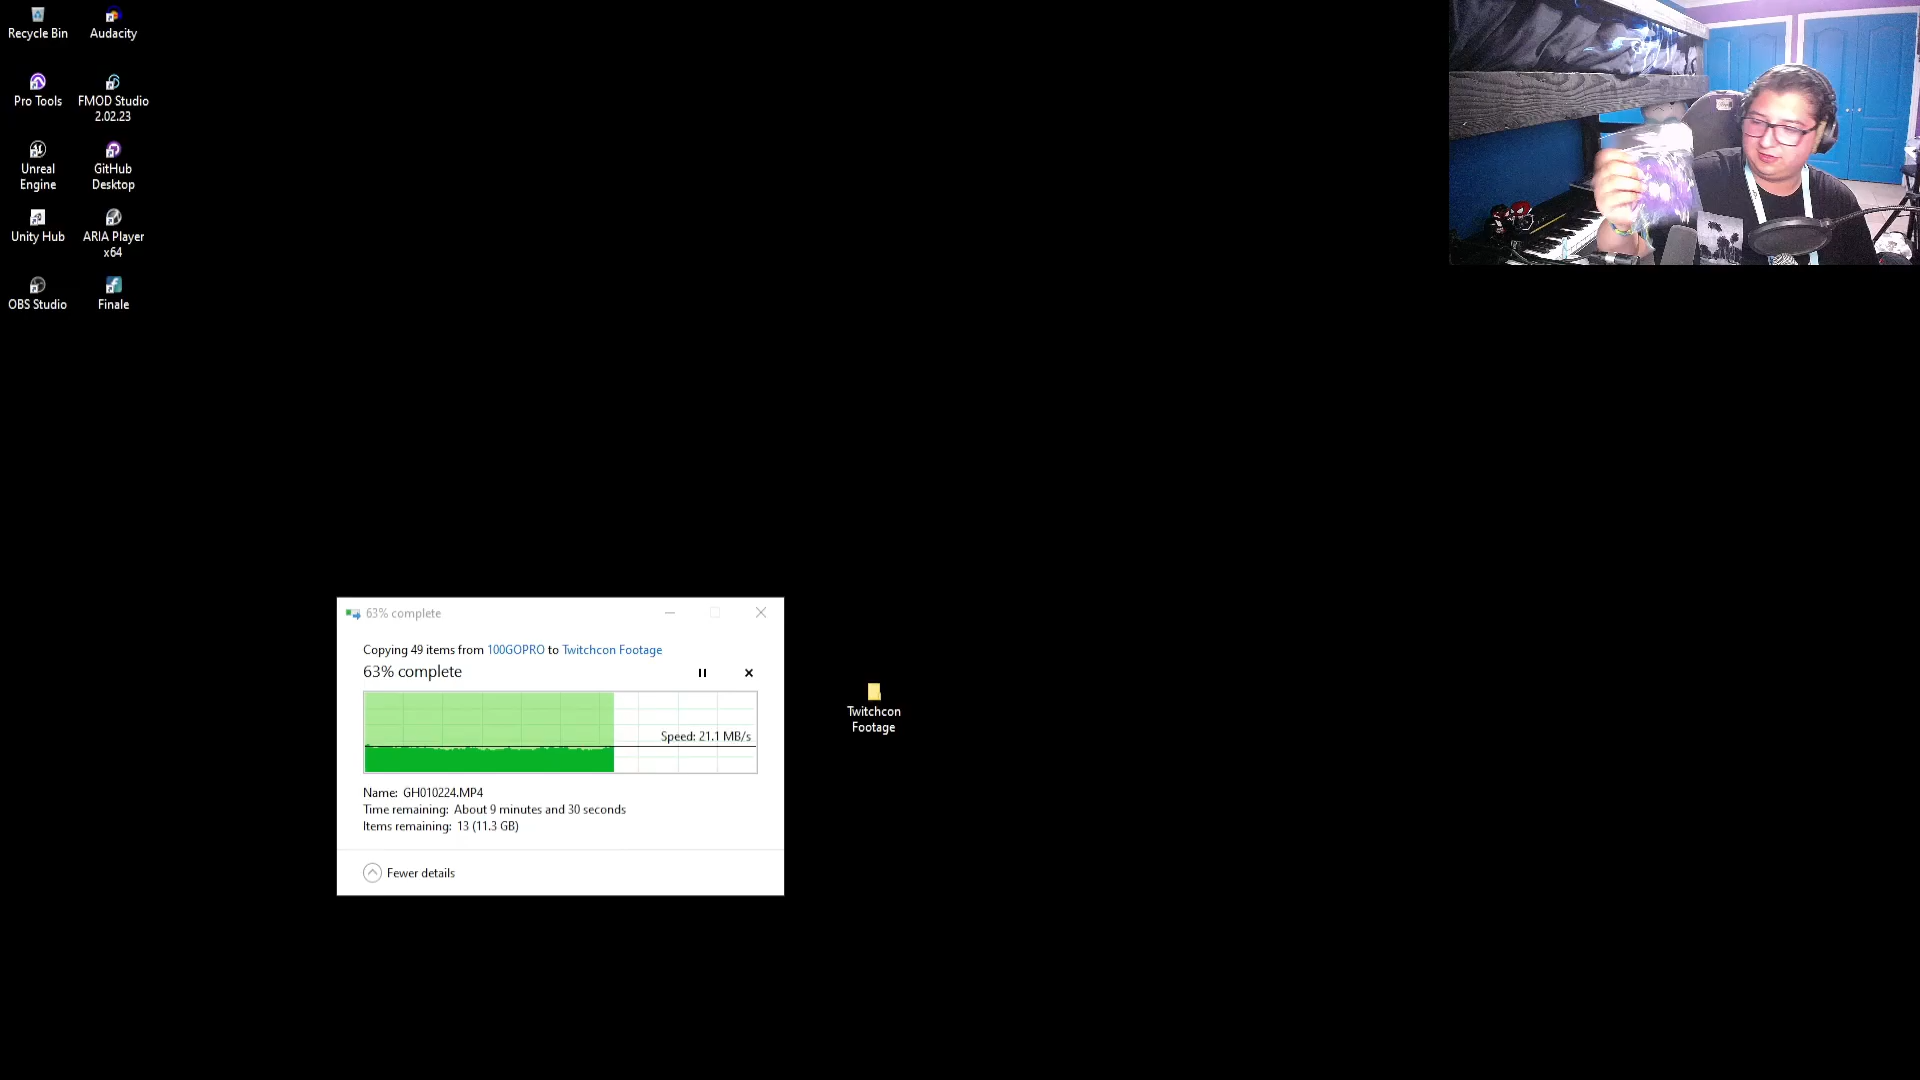 Recycle Bin
Audacity
Pro Tools
FMOD Studio
2.02.23
Unreal
Engine
GitHub
Desktop
Unity Hub
ARIA Player
x64
OBS Studio
Finale
63% complete
Copying 49 items from 100GOPRO to Twitchcon Footage
63% complete
Speed: 21.1 MB/s
Name: GH010224.MP4
Time remaining: About 9 minutes and 30 seconds
Items remaining: 13 (11.3 GB)
Fewer details
Twitchcon
Footage